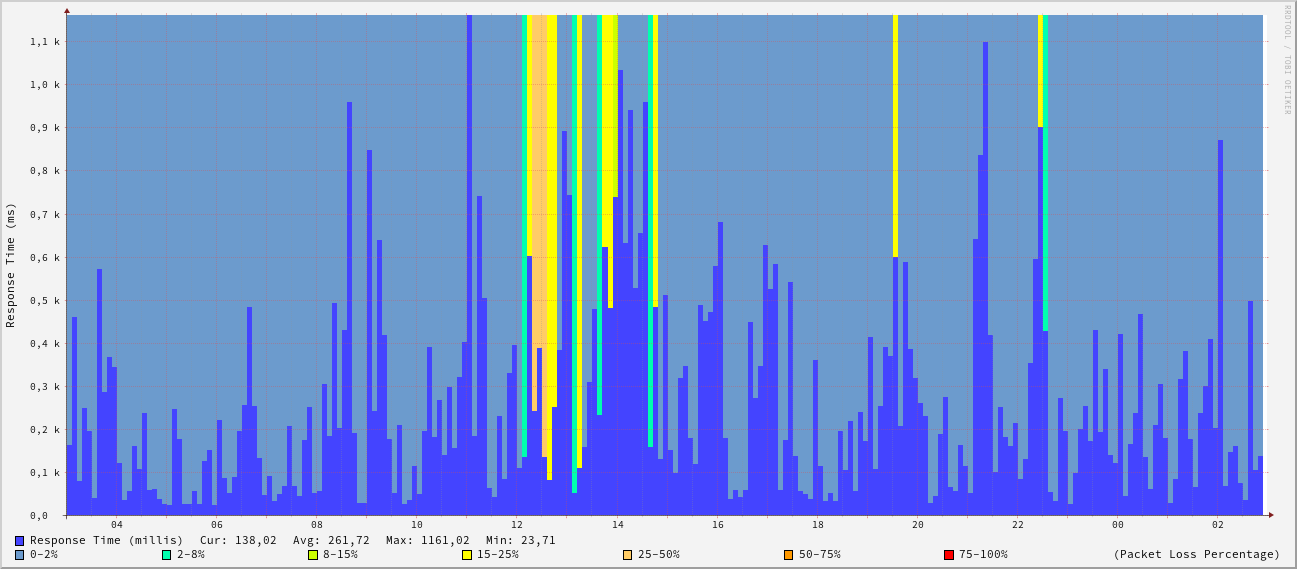 RRDTOOL / TOBI OETIKER
Response Time (ms)
1,1 k
1,0 k
0,9 k
0,8 k
0,7 k
0,6 k
0,5 k
0,4 k
0,3 k
0,2 k
0,1 k
0,0
04 06 08 10 12 14 16 18 20 22 00 02
Response Time (millis) Cur: 138,02 Avg: 261,72 Max: 1161,02 Min: 23,71
0-2% 2-8% 8-15% 15-25% 25-50% 50-75% 75-100% (Packet Loss Percentage)